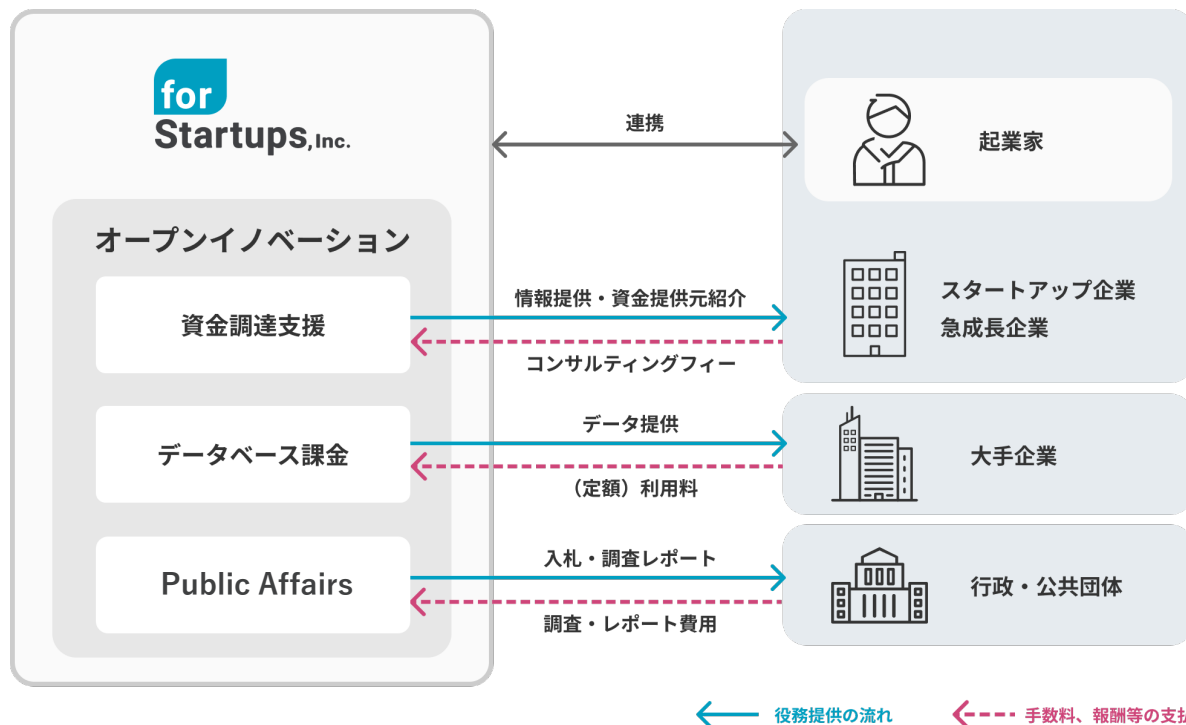 for
Startups,Inc.
連携
起業家
オープンイノベーション
資金調達支援
情報提供・資金提供元紹介
コンサルティングフィー
スタートアップ企業
急成長企業
データベース課金
データ提供
（定額）利用料
大手企業
Public Affairs
入札・調査レポート
調査・レポート費用
行政・公共団体
役務提供の流れ
手数料、報酬等の支